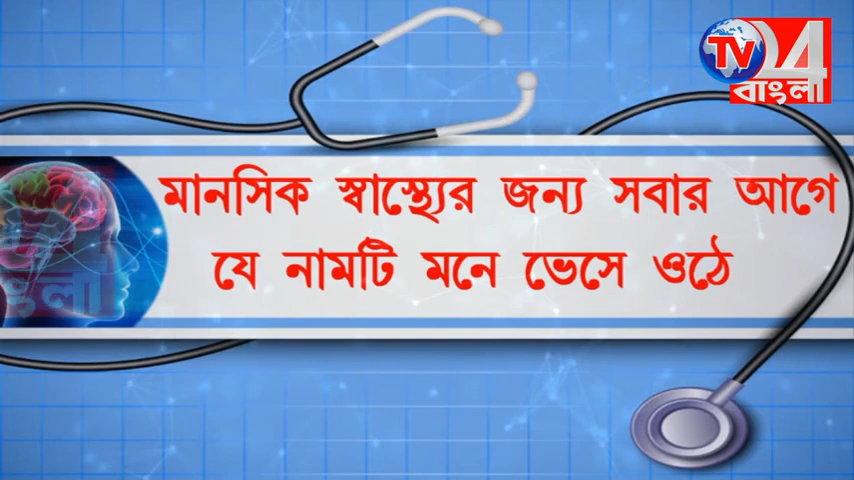 TV 24
বাংলা
মানসিক স্বাস্থ্যের জন্য সবার আগে
যে নামটি মনে ভেসে ওঠে